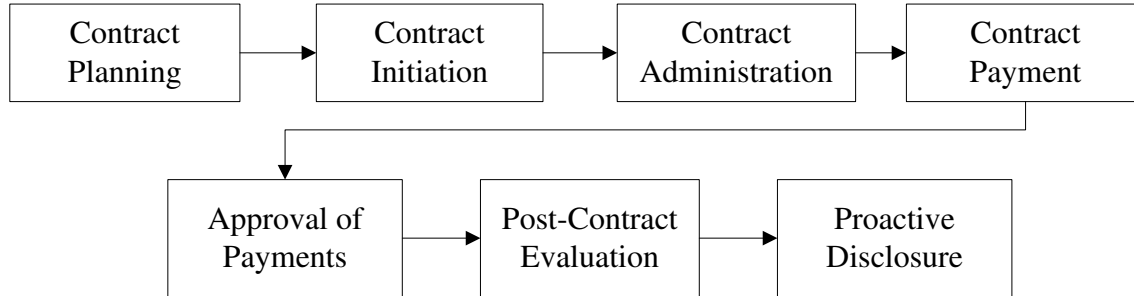 Contract
Planning
Contract
Initiation
Contract
Administration
Contract
Payment
Approval of
Payments
Post-Contract
Evaluation
Proactive
Disclosure